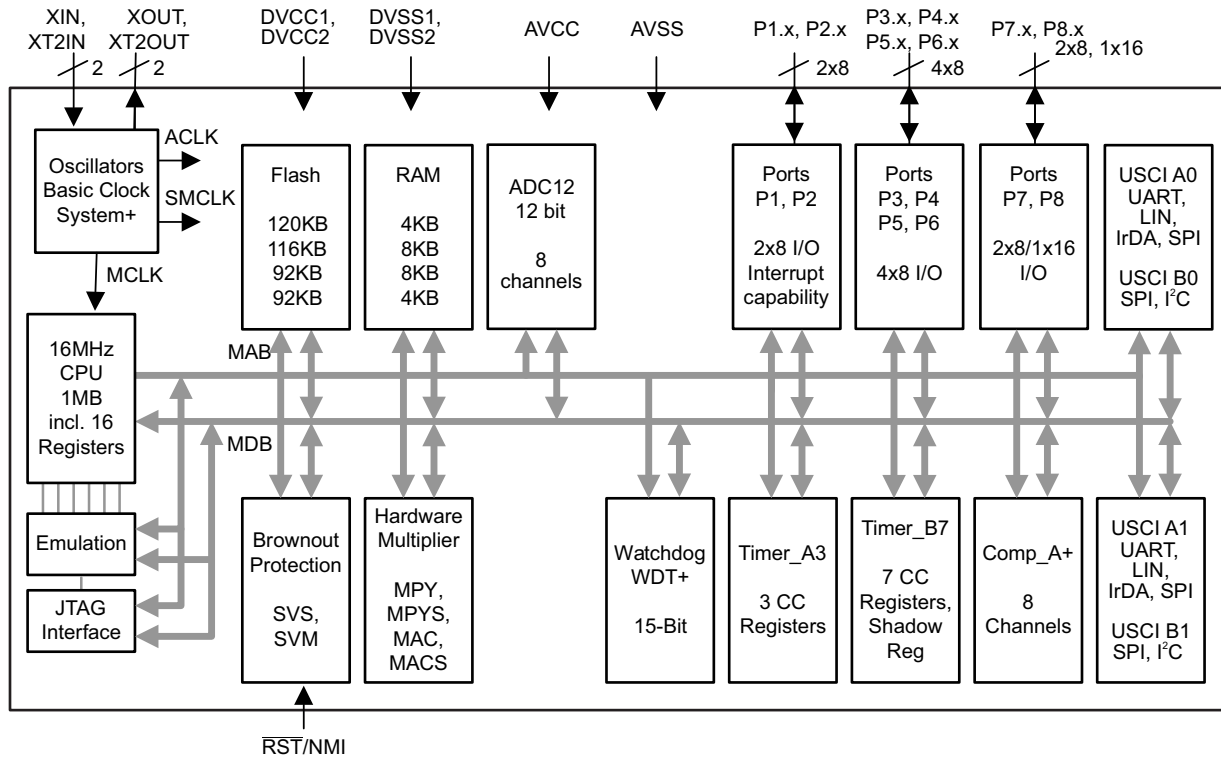 XIN,
XT2IN
2
XOUT,
XT2OUT
2
DVCC1,
DVCC2
DVSS1,
DVSS2
AVCC
AVSS
P1.x, P2.x
2x8
P3.x, P4.x
P5.x, P6.x
4x8
P7.x, P8.x
2x8, 1x16
Oscillators
Basic Clock
System+
ACLK
SMCLK
MCLK
Flash
120KB
116KB
92KB
92KB
RAM
4KB
8KB
8KB
4KB
ADC12
12 bit
8
channels
Ports
P1, P2
2x8 I/O
Interrupt
capability
Ports
P3, P4
P5, P6
4x8 I/O
Ports
P7, P8
2x8/1x16
I/O
USCI A0
UART,
LIN,
IrDA, SPI
USCI B0
SPI, I²C
16MHz
CPU
1MB
incl. 16
Registers
MAB
MDB
Emulation
JTAG
Interface
Brownout
Protection
SVS,
SVM
Hardware
Multiplier
MPY,
MPYS,
MAC,
MACS
Watchdog
WDT+
15-Bit
Timer_A3
3 CC
Registers
Timer_B7
7 CC
Registers,
Shadow
Reg
Comp_A+
8
Channels
USCI A1
UART,
LIN,
IrDA, SPI
USCI B1
SPI, I²C
RST/NMI